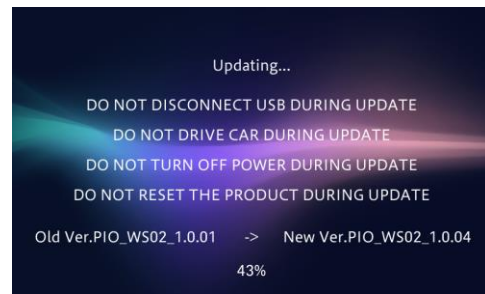 Updating...
DO NOT DISCONNECT USB DURING UPDATE
DO NOT DRIVE CAR DURING UPDATE
DO NOT TURN OFF POWER DURING UPDATE
DO NOT RESET THE PRODUCT DURING UPDATE
Old Ver.PIO_WS02_1.0.01 -> New Ver.PIO_WS02_1.0.04
43%